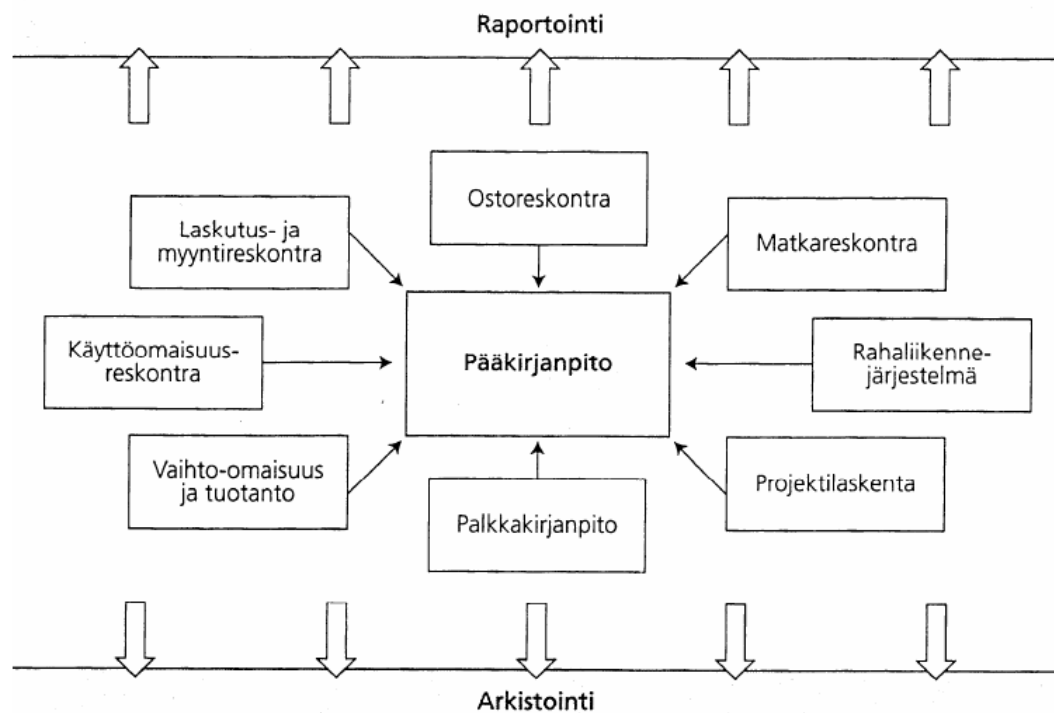 Raportointi
Ostoreskontra
Laskutus- ja
myyntireskontra
Matkareskontra
Käyttöomaisuus-
reskontra
Pääkirjanpito
Rahaliikenne-
järjestelmä
Vaihto-omaisuus
ja tuotanto
Palkkakirjanpito
Projektilaskenta
Arkistointi